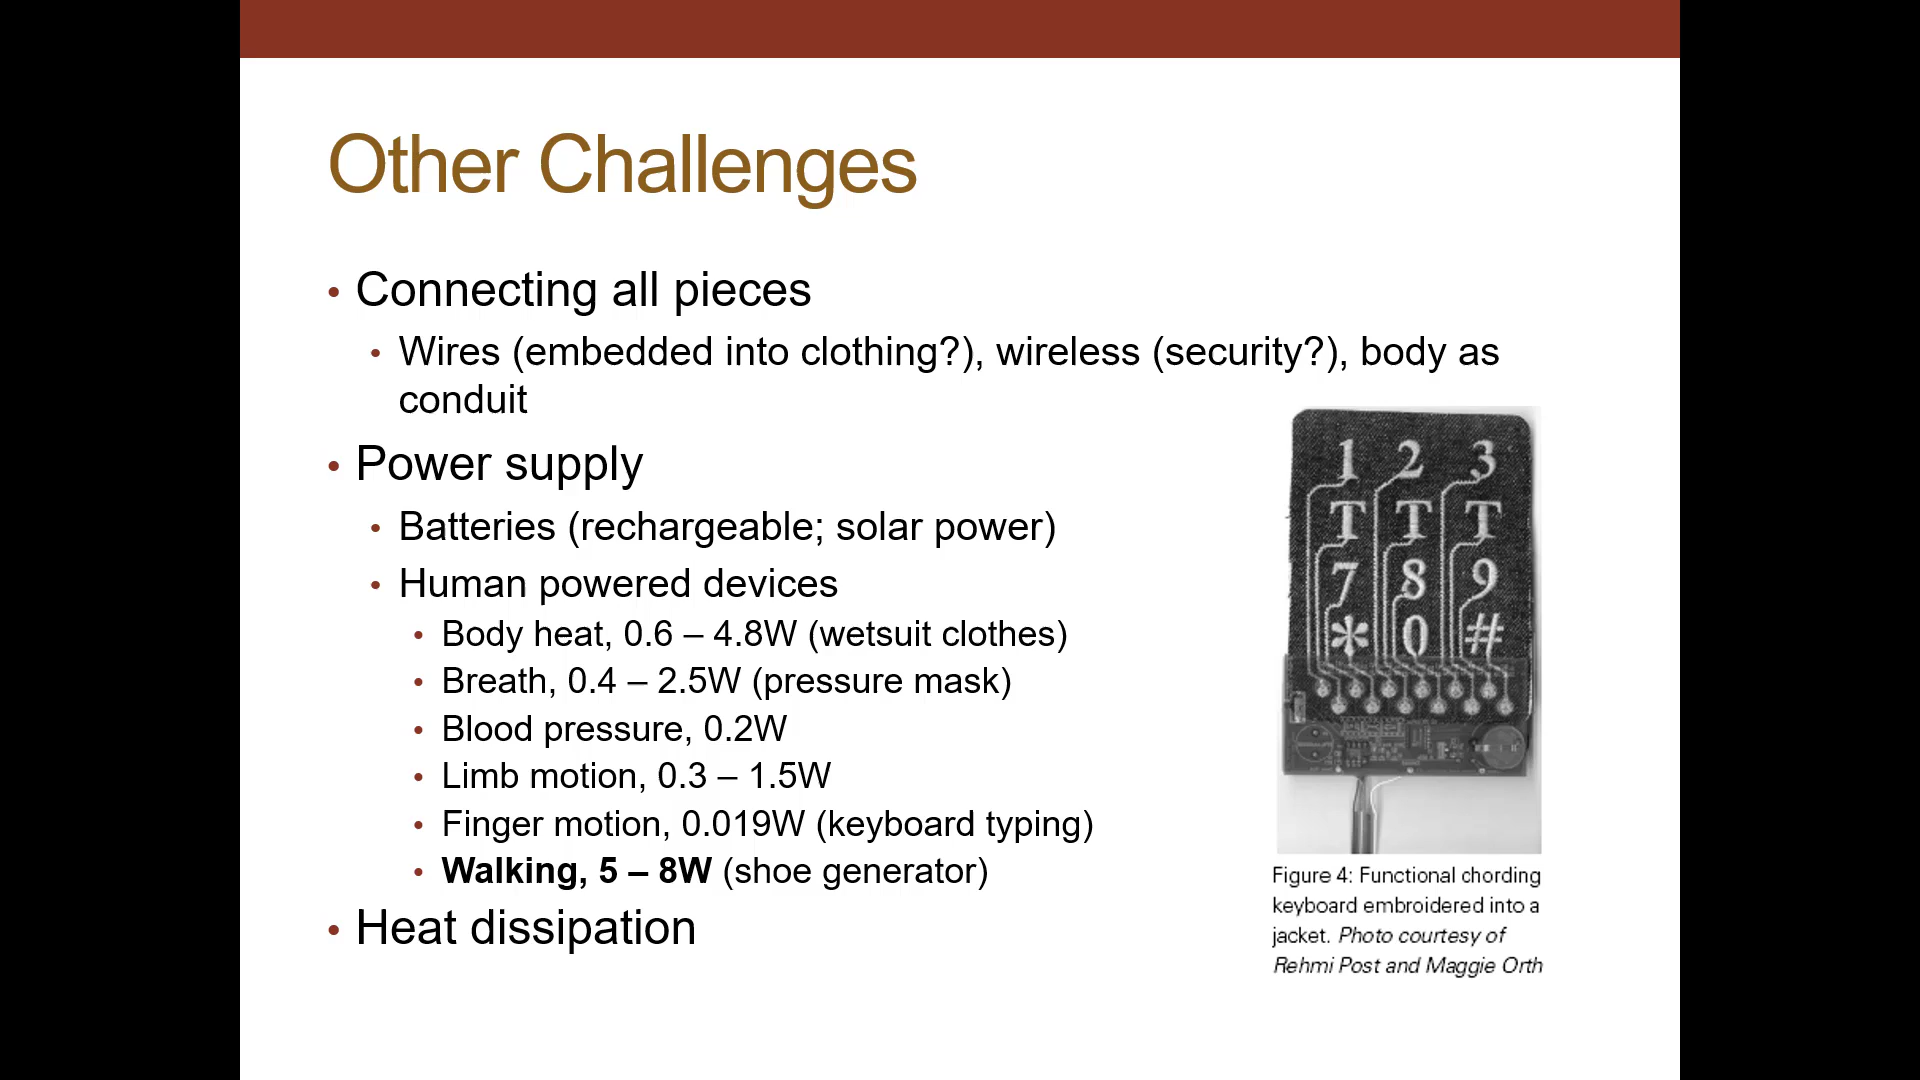 Other Challenges
• Connecting all pieces
• Wires (embedded into clothing?), wireless (security?), body as
conduit
• Power supply
• Batteries (rechargeable; solar power)
• Human powered devices
• Body heat, 0.6 – 4.8W (wetsuit clothes)
• Breath, 0.4 – 2.5W (pressure mask)
• Blood pressure, 0.2W
• Limb motion, 0.3 – 1.5W
• Finger motion, 0.019W (keyboard typing)
• Walking, 5 – 8W (shoe generator)
• Heat dissipation
1 2 3
T T T
7 8 9
* 0 #
Figure 4: Functional chording
keyboard embroidered into a
jacket. Photo courtesy of
Rehmi Post and Maggie Orth